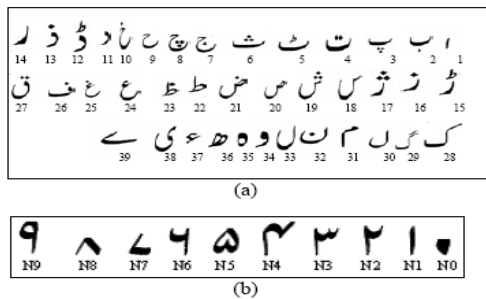 ا ب پ ت ٹ ث ج چ ح خ د ڈ ذ ر
14 13 12 11 10 9 8 7 6 5 4 3 2 1
ڑ ز ژ س ش ص ض ط ظ ع غ ف ق
27 26 25 24 23 22 21 20 19 18 17 16 15
ک گ م ن ل و ہ ھ ء ی ے
39 38 37 36 35 34 33 32 31 30 29 28
(a)
۹ ۸ ۷ ۶ ۵ ۴ ۳ ۲ ۱ ۰
N9 N8 N7 N6 N5 N4 N3 N2 N1 N0
(b)